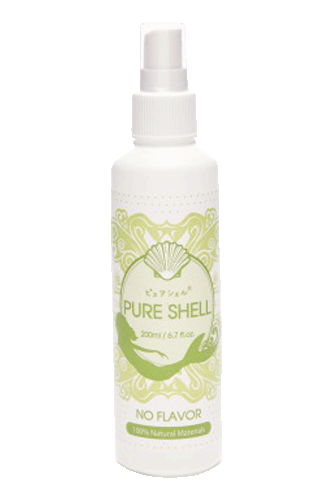 ピュアシェル®
PURE SHELL
200ml / 6.7 fl.oz.
NO FLAVOR
100% Natural Materials